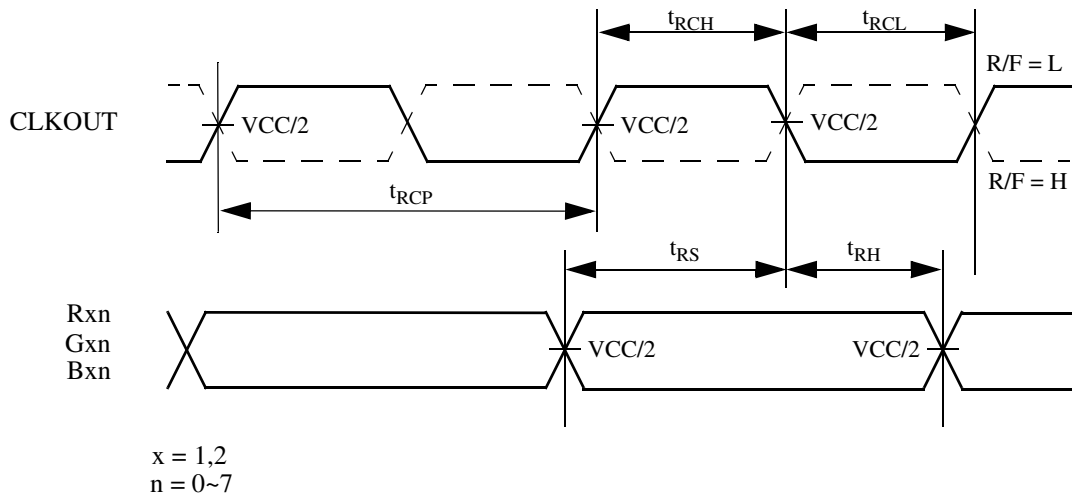 tRCH
tRCL
R/F = L
CLKOUT
VCC/2
VCC/2
VCC/2
R/F = H
tRCP
tRS
tRH
Rxn
Gxn
Bxn
VCC/2
VCC/2
x = 1,2
n = 0~7